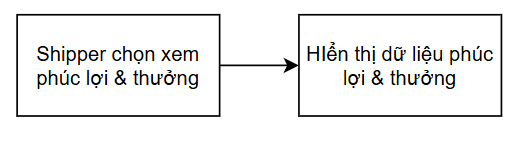 Shipper chọn xem
phúc lợi & thưởng
HIển thị dữ liệu phúc
lợi & thưởng